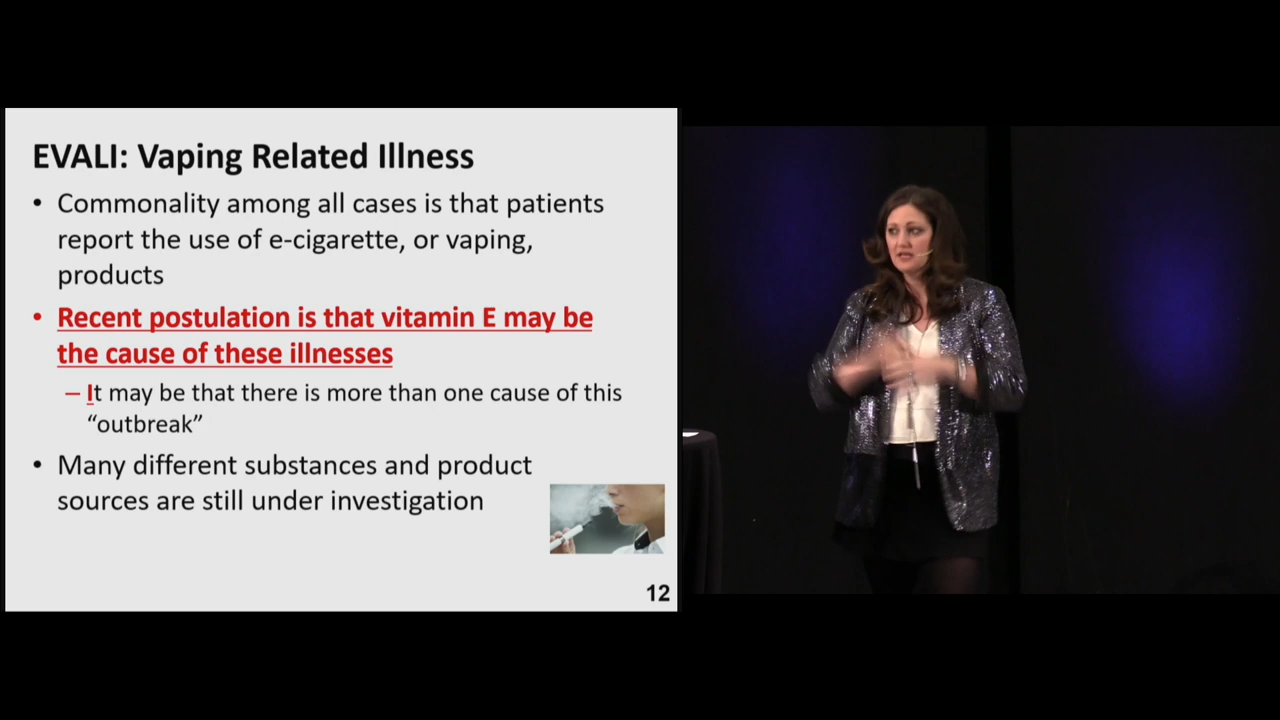 EVALI: Vaping Related Illness
• Commonality among all cases is that patients
report the use of e-cigarette, or vaping,
products
• Recent postulation is that vitamin E may be
the cause of these illnesses
– It may be that there is more than one cause of this
“outbreak”
• Many different substances and product
sources are still under investigation
12